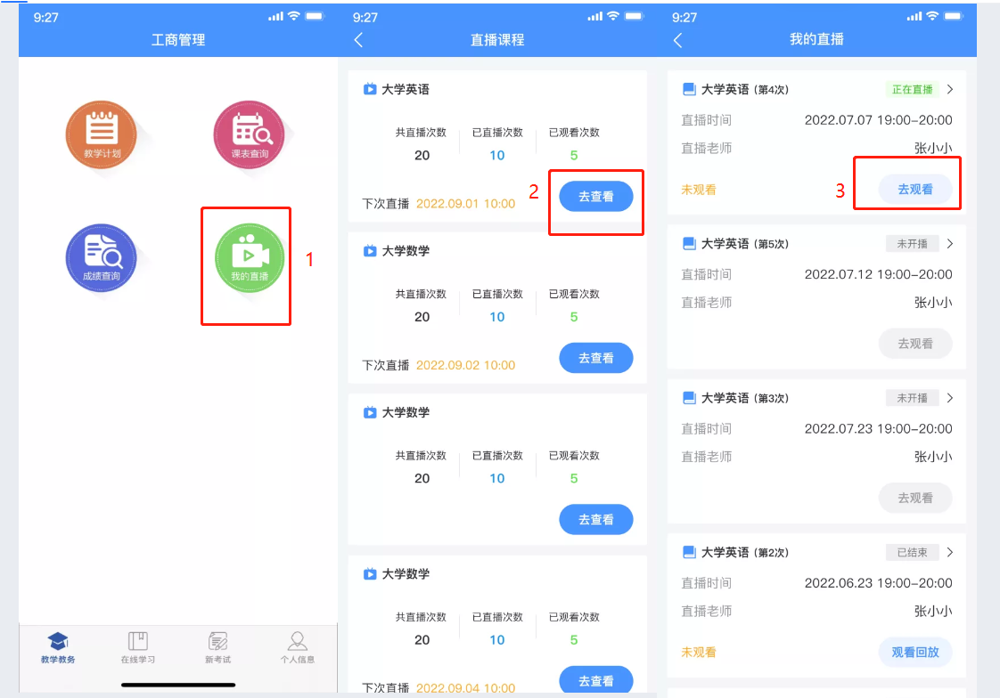 9:27
工商管理
教学计划
课表查询
成绩查询
我的直播
1
教学教务
在线学习
新考试
个人信息
9:27
直播课程
大学英语
共直播次数 已直播次数 已观看次数
20 10 5
下次直播 2022.09.01 10:00
2
去查看
大学数学
共直播次数 已直播次数 已观看次数
20 10 5
下次直播 2022.09.02 10:00
去查看
大学数学
共直播次数 已直播次数 已观看次数
20 10 5
去查看
大学数学
共直播次数 已直播次数 已观看次数
20 10 5
下次直播 2022.09.04 10:00
去查看
9:27
我的直播
大学英语 (第4次) 正在直播
直播时间 2022.07.07 19:00-20:00
直播老师 张小小
未观看 3 去观看
大学英语 (第5次) 未开播
直播时间 2022.07.12 19:00-20:00
直播老师 张小小
去观看
大学英语 (第3次) 未开播
直播时间 2022.07.23 19:00-20:00
直播老师 张小小
去观看
大学英语 (第2次) 已结束
直播时间 2022.06.23 19:00-20:00
直播老师 张小小
未观看 观看回放